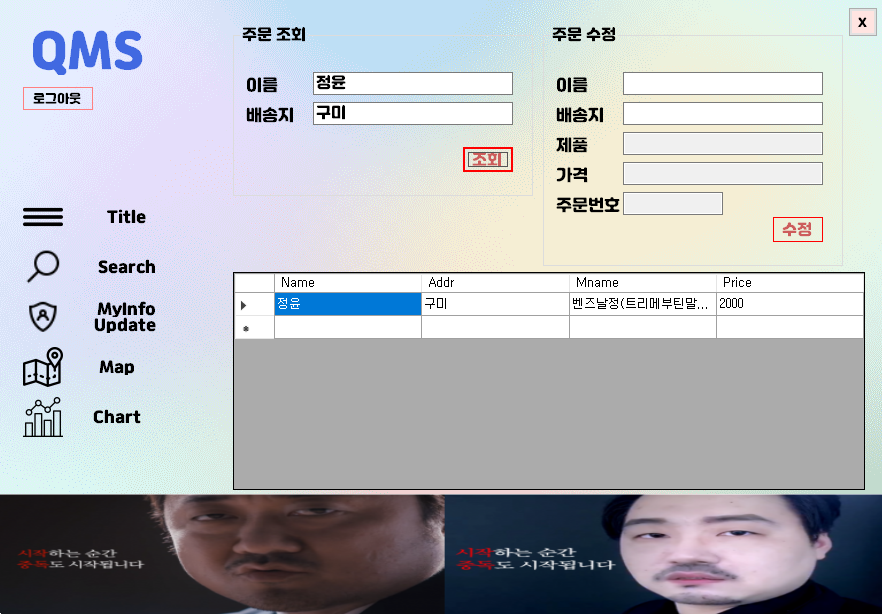 QMS
로그아웃
Title
Search
MyInfo
Update
Map
Chart
주문 조회
이름 정윤
배송지 구미
조회
주문 수정
이름
배송지
제품
가격
주문번호
수정
x
Name Addr Mname Price
정윤 구미 벤즈날정(트리메부틴말... 2000
시작하는 순간
중독도 시작됩니다
시작하는 순간
중독도 시작됩니다